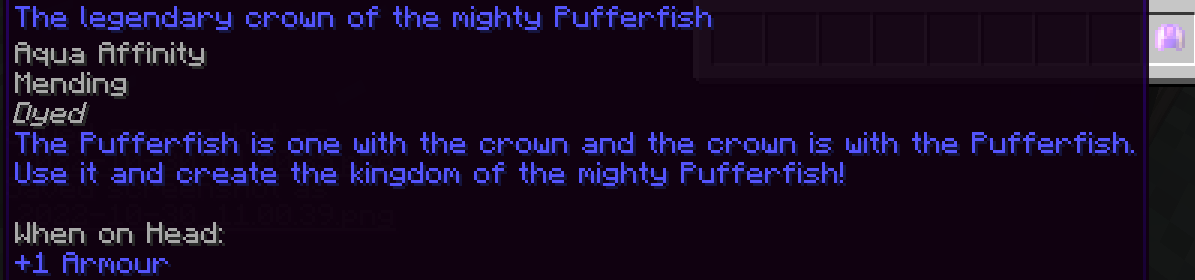 The legendary crown of the mighty Pufferfish
Aqua Affinity
Mending
Dyed
The Pufferfish is one with the crown and the crown is with the Pufferfish.
Use it and create the kingdom of the mighty Pufferfish!
When on Head:
+1 Armour